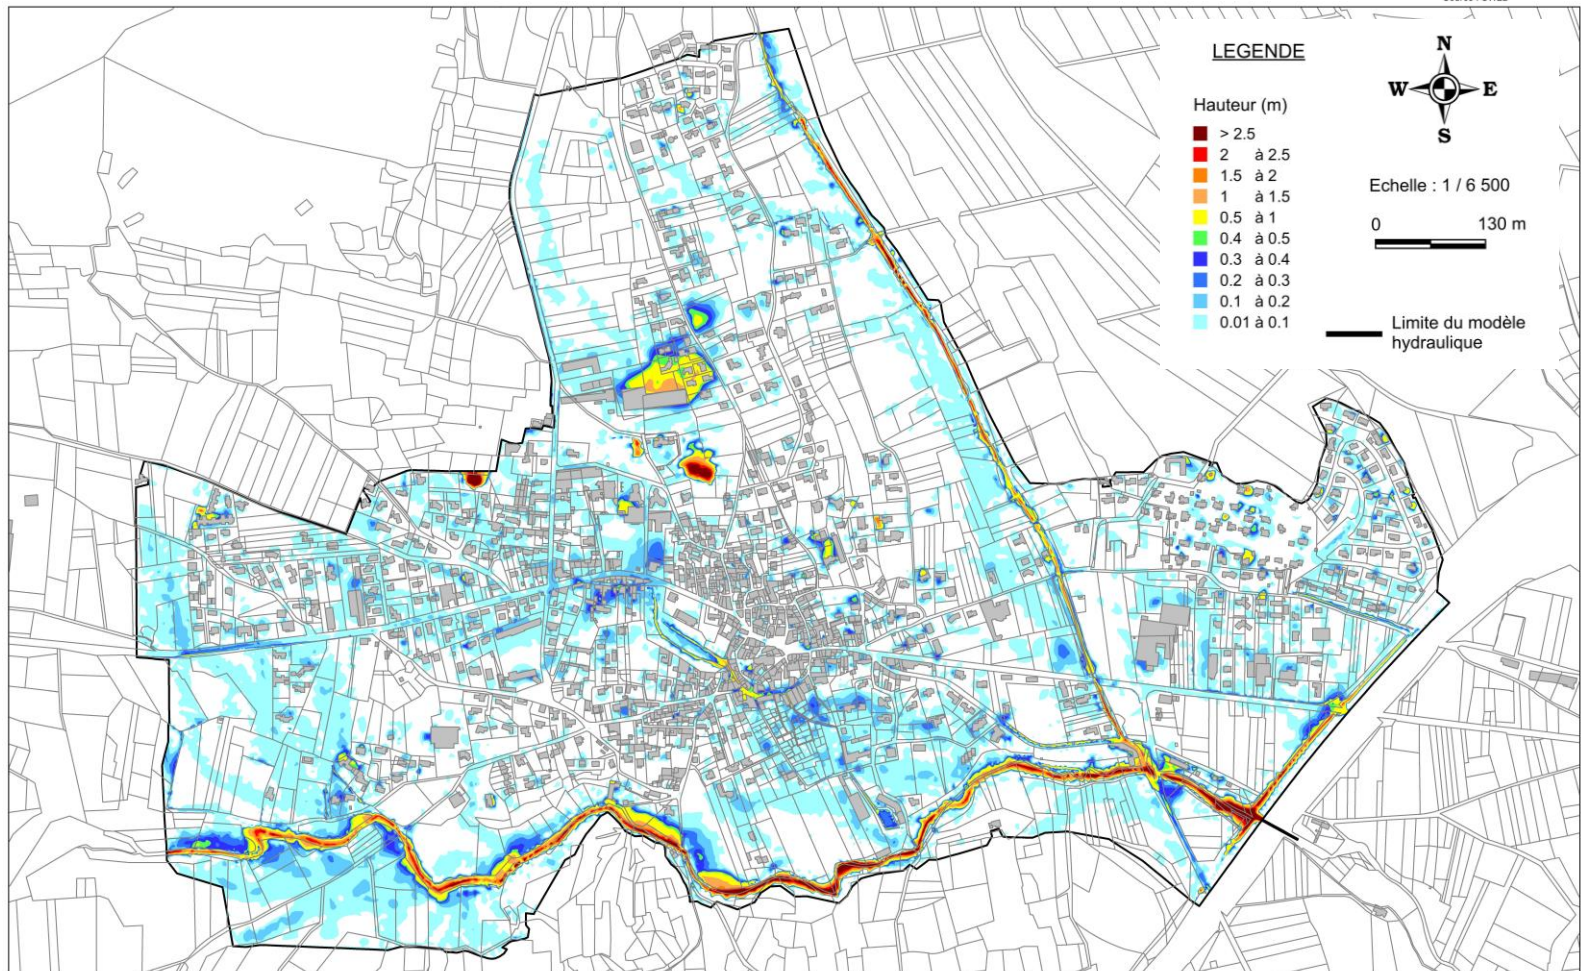 LEGENDE
N
W E
S
Hauteur (m)
> 2.5
2 à 2.5
1.5 à 2
1 à 1.5
0.5 à 1
0.4 à 0.5
0.3 à 0.4
0.2 à 0.3
0.1 à 0.2
0.01 à 0.1
Echelle : 1 / 6 500
0 130 m
Limite du modèle
hydraulique